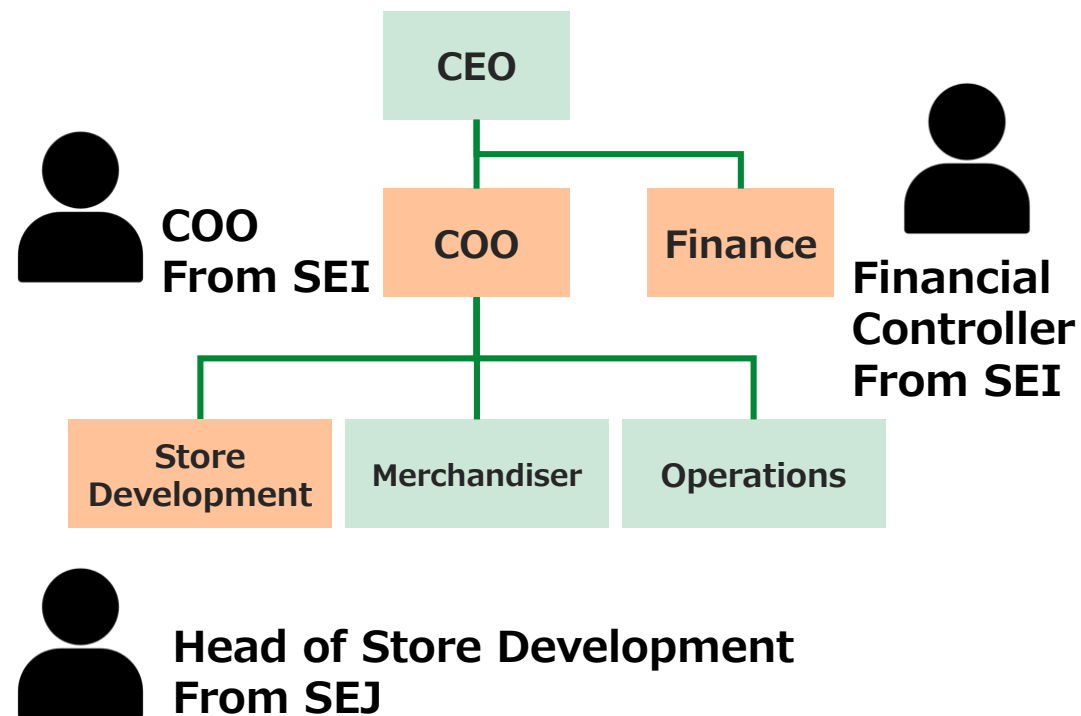 CEO
COO
From SEI
COO
Finance
Financial
Controller
From SEI
Store
Development
Merchandiser
Operations
Head of Store Development
From SEJ